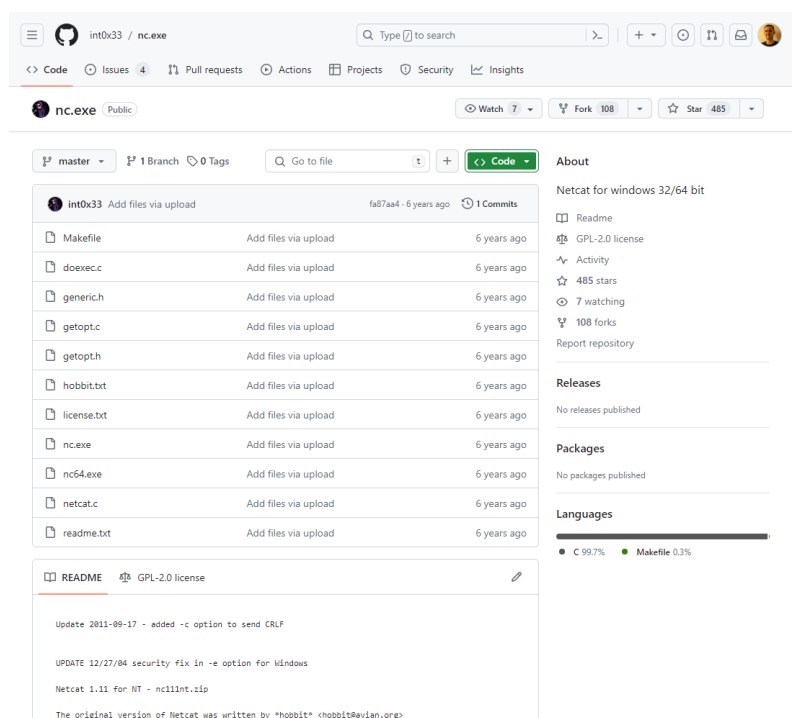 int0x33 / nc.exe
Type / to search
Code Issues 4 Pull requests Actions Projects Security Insights
nc.exe Public
Watch 7 Fork 108 Star 485
master 1 Branch 0 Tags Go to file t Code
int0x33 Add files via upload fa87aa4 · 6 years ago 1 Commits
Makefile Add files via upload 6 years ago
doexec.c Add files via upload 6 years ago
generic.h Add files via upload 6 years ago
getopt.c Add files via upload 6 years ago
getopt.h Add files via upload 6 years ago
hobbit.txt Add files via upload 6 years ago
license.txt Add files via upload 6 years ago
nc.exe Add files via upload 6 years ago
nc64.exe Add files via upload 6 years ago
netcat.c Add files via upload 6 years ago
readme.txt Add files via upload 6 years ago
README GPL-2.0 license
Update 2011-09-17 - added -c option to send CRLF
UPDATE 12/27/04 security fix in -e option for Windows
Netcat 1.11 for NT - nc111nt.zip
The original version of Netcat was written by *hobbit* <hobbit@avian.org>
About
Netcat for windows 32/64 bit
Readme
GPL-2.0 license
Activity
485 stars
7 watching
108 forks
Report repository
Releases
No releases published
Packages
No packages published
Languages
C 99.7% Makefile 0.3%